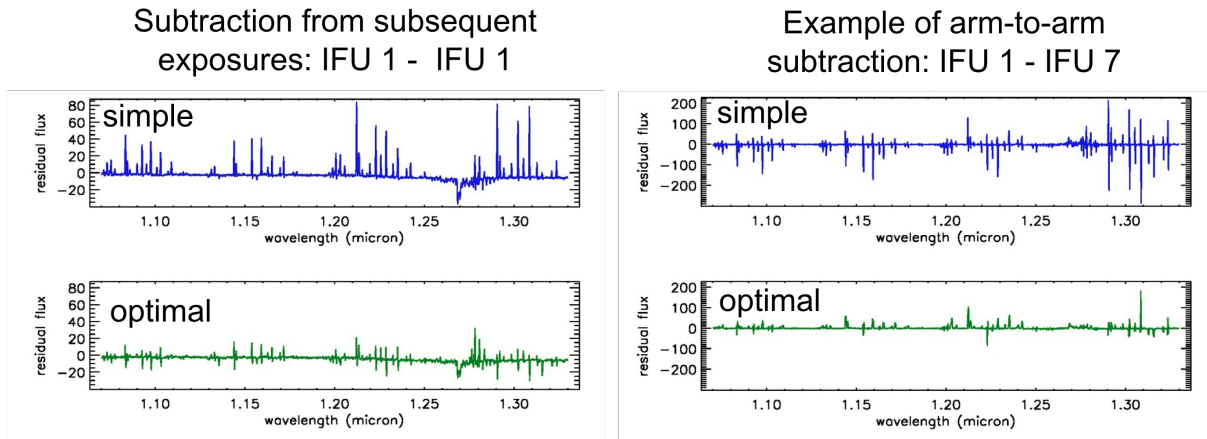 Subtraction from subsequent
exposures: IFU 1 - IFU 1
simple
residual flux
80
60
40
20
0
−20
1.10 1.15 1.20 1.25 1.30
wavelength (micron)
optimal
residual flux
80
60
40
20
0
−20
1.10 1.15 1.20 1.25 1.30
wavelength (micron)
Example of arm-to-arm
subtraction: IFU 1 - IFU 7
simple
residual flux
200
100
0
−100
−200
1.10 1.15 1.20 1.25 1.30
wavelength (micron)
optimal
residual flux
200
100
0
−100
−200
1.10 1.15 1.20 1.25 1.30
wavelength (micron)